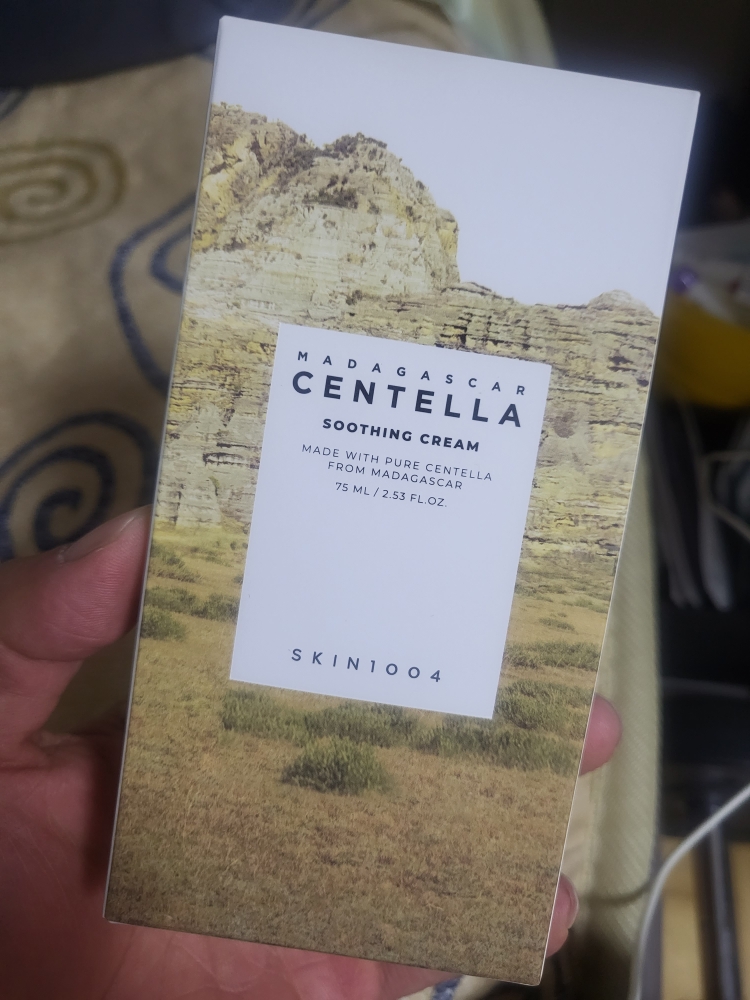 MADAGASCAR
CENTELLA
SOOTHING CREAM
MADE WITH PURE CENTELLA
FROM MADAGASCAR
75 ML / 2.53 FL.OZ.
SKIN1004